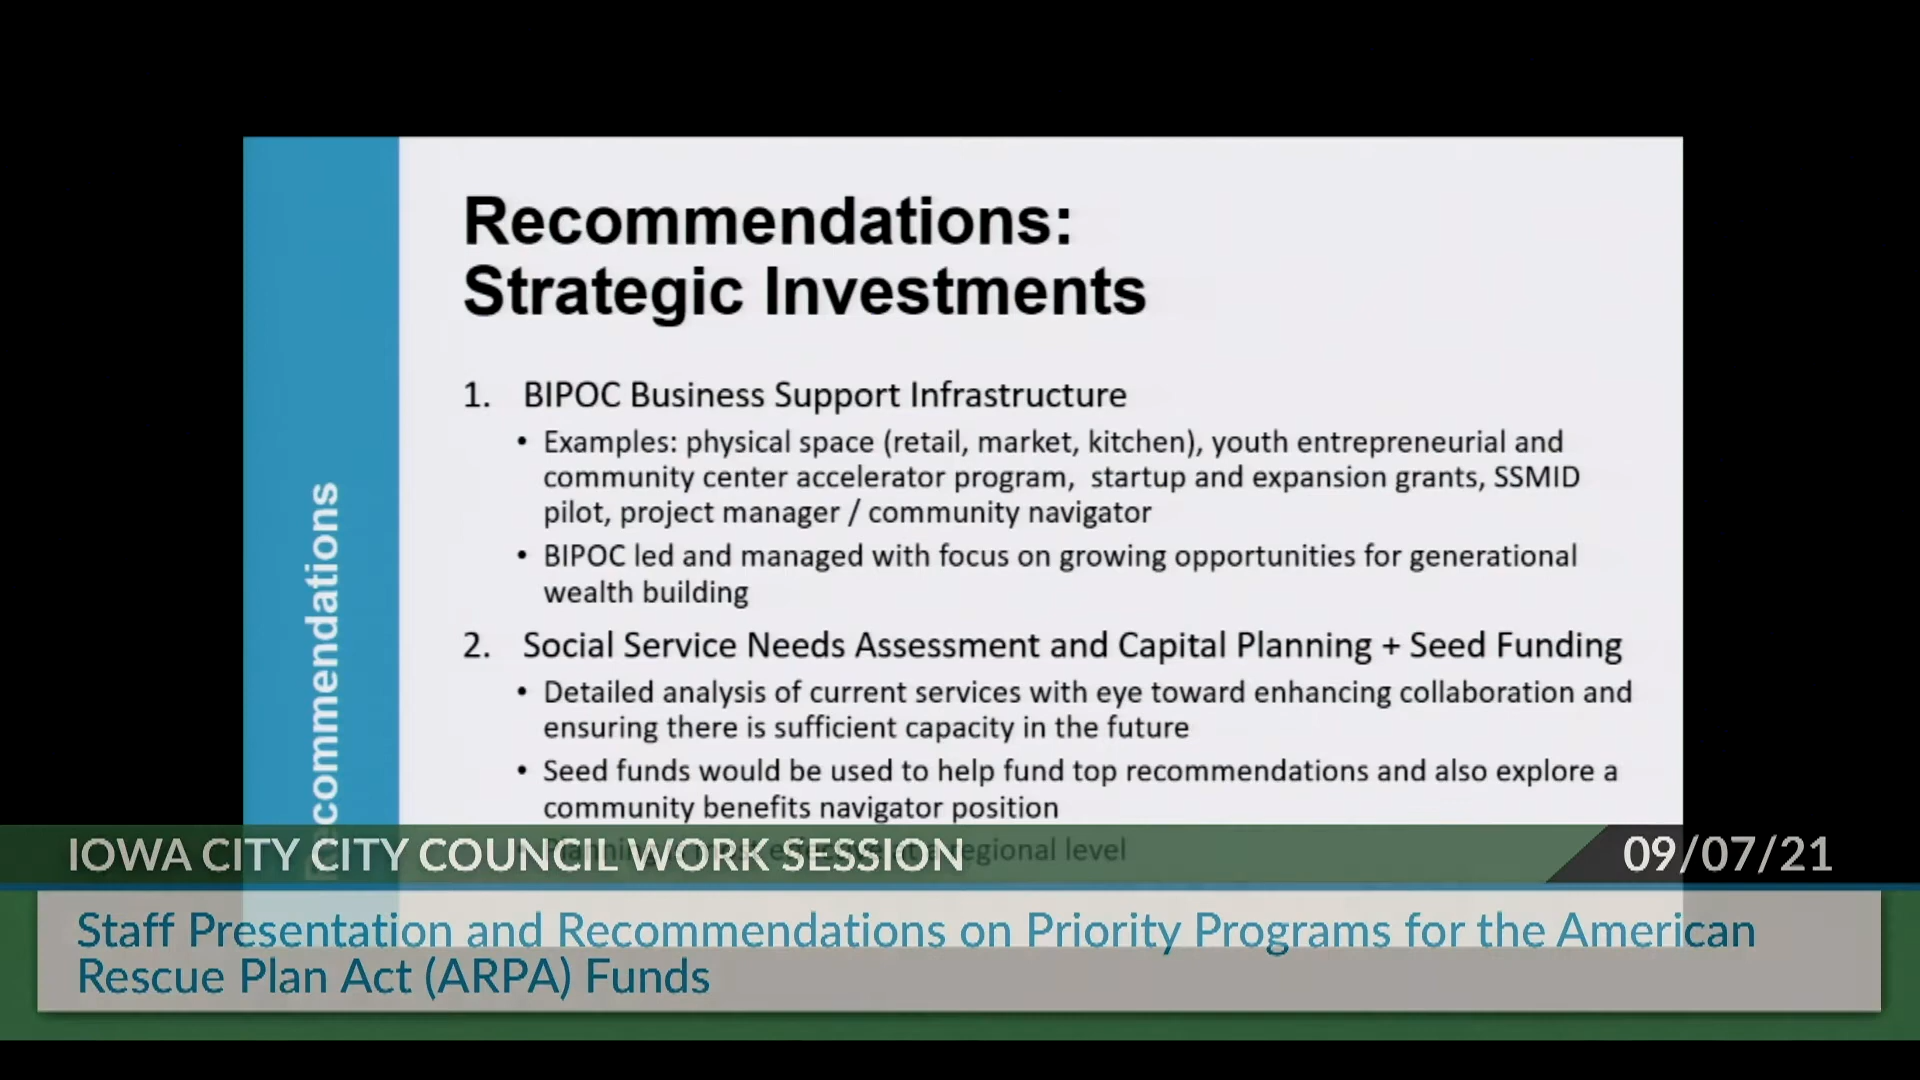 Recommendations:
Strategic Investments
1. BIPOC Business Support Infrastructure
• Examples: physical space (retail, market, kitchen), youth entrepreneurial and
community center accelerator program, startup and expansion grants, SSMID
pilot, project manager / community navigator
• BIPOC led and managed with focus on growing opportunities for generational
wealth building
2. Social Service Needs Assessment and Capital Planning + Seed Funding
• Detailed analysis of current services with eye toward enhancing collaboration and
ensuring there is sufficient capacity in the future
• Seed funds would be used to help fund top recommendations and also explore a
community benefits navigator position
regional level
Recommendations
IOWA CITY CITY COUNCIL WORK SESSION
09/07/21
Staff Presentation and Recommendations on Priority Programs for the American
Rescue Plan Act (ARPA) Funds